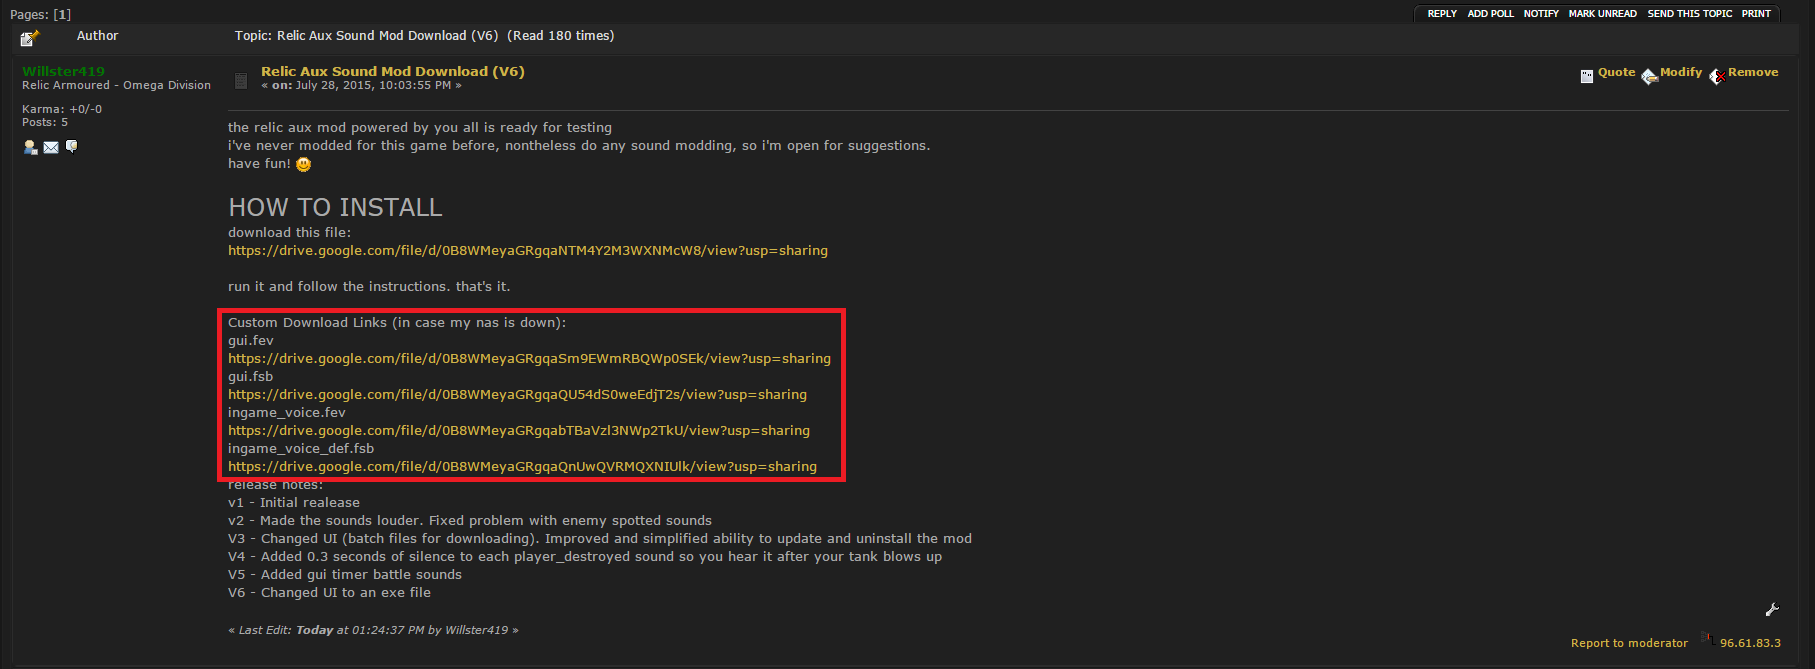 Pages: [1]
REPLY ADD POLL NOTIFY MARK UNREAD SEND THIS TOPIC PRINT
Author Topic: Relic Aux Sound Mod Download (V6) (Read 180 times)
Willster419
Relic Armoured - Omega Division
Karma: +0/-0
Posts: 5
Relic Aux Sound Mod Download (V6)
« on: July 28, 2015, 10:03:55 PM »
Quote Modify Remove
the relic aux mod powered by you all is ready for testing
i've never modded for this game before, nontheless do any sound modding, so i'm open for suggestions.
have fun!
HOW TO INSTALL
download this file:
https://drive.google.com/file/d/0B8WMeyaGRgqaNTM4Y2M3WXNMcW8/view?usp=sharing
run it and follow the instructions. that's it.
Custom Download Links (in case my nas is down):
gui.fev
https://drive.google.com/file/d/0B8WMeyaGRgqaSm9EWmRBQWp0SEk/view?usp=sharing
gui.fsb
https://drive.google.com/file/d/0B8WMeyaGRgqaQU54dS0weEdjT2s/view?usp=sharing
ingame_voice.fev
https://drive.google.com/file/d/0B8WMeyaGRgqabTBaVzl3NWp2TkU/view?usp=sharing
ingame_voice_def.fsb
https://drive.google.com/file/d/0B8WMeyaGRgqaQnUwQVRMQXNIUlk/view?usp=sharing
release notes:
v1 - Initial realease
v2 - Made the sounds louder. Fixed problem with enemy spotted sounds
V3 - Changed UI (batch files for downloading). Improved and simplified ability to update and uninstall the mod
V4 - Added 0.3 seconds of silence to each player_destroyed sound so you hear it after your tank blows up
V5 - Added gui timer battle sounds
V6 - Changed UI to an exe file
« Last Edit: Today at 01:24:37 PM by Willster419 »
Report to moderator 96.61.83.3